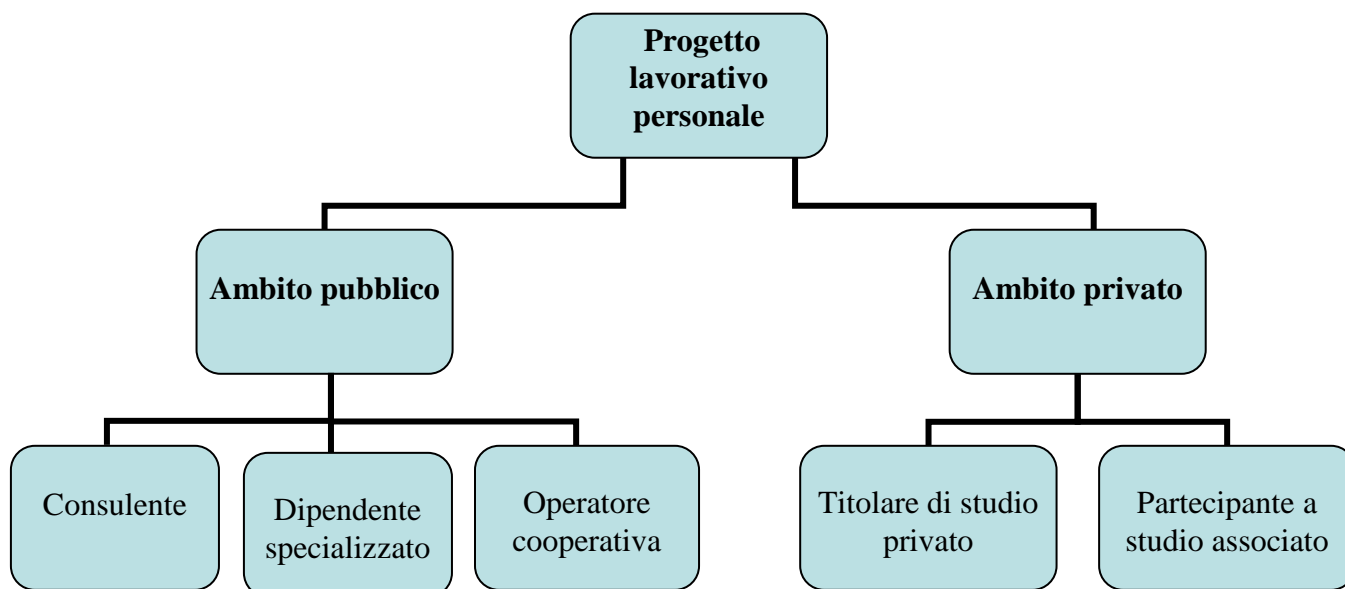 Progetto
lavorativo
personale
Ambito pubblico
Ambito privato
Consulente
Dipendente
specializzato
Operatore
cooperativa
Titolare di studio
privato
Partecipante a
studio associato